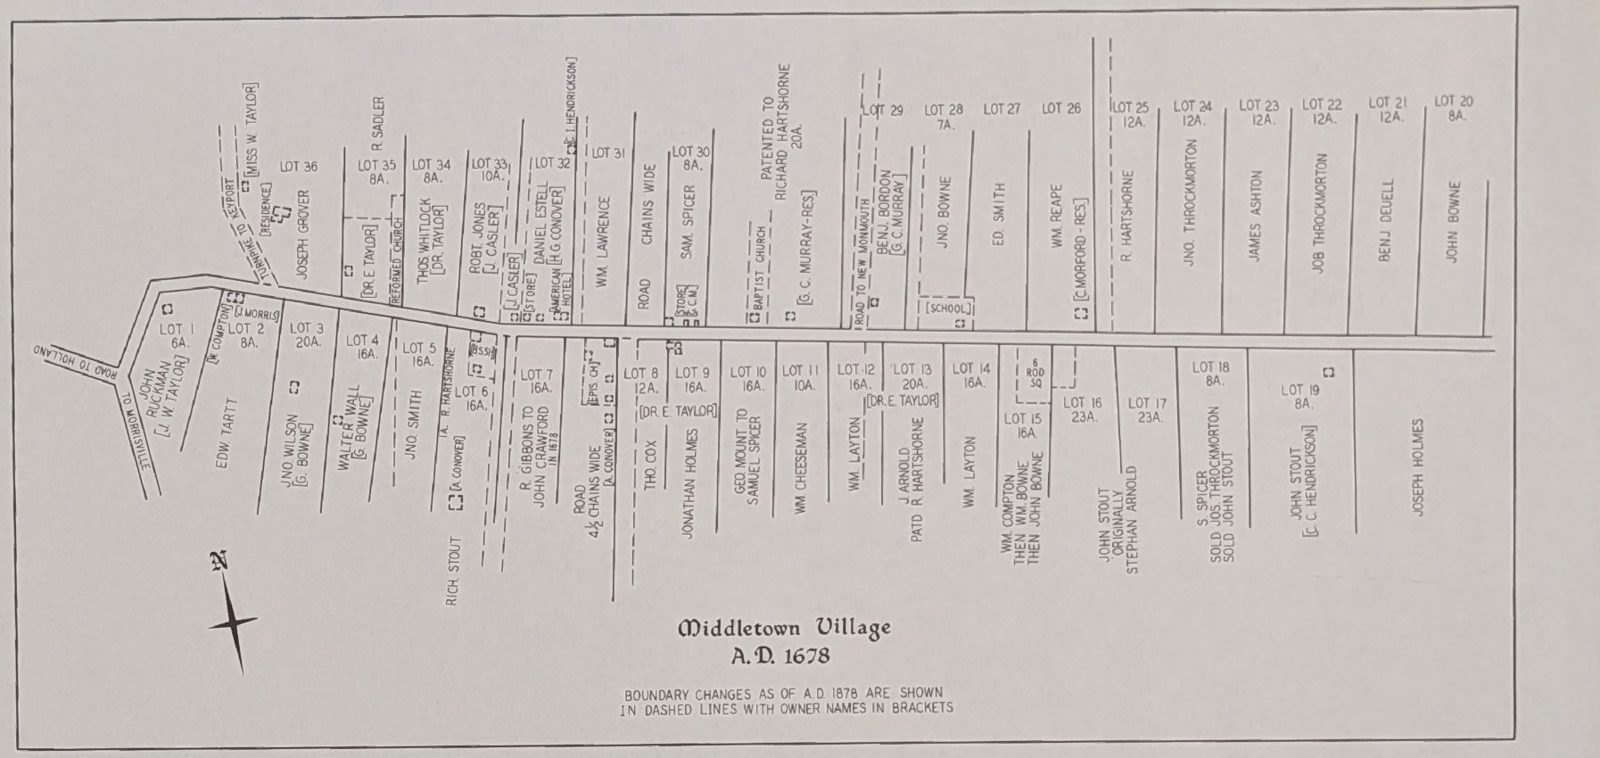 [MISS W. TAYLOR]
TURNPIKE TO KEYPORT
[RESIDENCE]
LOT 36
JOSEPH GROVER
R. SADLER
LOT 35
8A.
[DR. E. TAYLOR]
[REFORMED CHURCH]
LOT 34
8A.
THOS WHITLOCK
[DR. TAYLOR]
LOT 33
10A.
ROBT. JONES
[J. CASLER]
[J. CASLER]
[STORE]
LOT 32
DANIEL ESTELL
[H. G. CONOVER]
[AMERICAN
HOTEL]
[C. I. HENDRICKSON]
LOT 31
WM. LAWRENCE
ROAD CHAINS WIDE
LOT 30
8A.
SAM. SPICER
[STORE
G. C. M.]
[BAPTIST CHURCH]
PATENTED TO
RICHARD HARTSHORNE
20A.
[G. C. MURRAY-RES]
ROAD TO NEW MONMOUTH
LOT 29
BENJ. BORDON
[G. C. MURRAY]
LOT 28
7A.
JNO. BOWNE
[SCHOOL]
LOT 27
ED. SMITH
LOT 26
WM. REAPE
[C. MORFORD-RES.]
LOT 25
12A.
R. HARTSHORNE
LOT 24
12A.
JNO. THROCKMORTON
LOT 23
12A.
JAMES ASHTON
LOT 22
12A.
JOB THROCKMORTON
LOT 21
12A.
BENJ. DEUELL
LOT 20
8A.
JOHN BOWNE
ROAD TO HOLLAND
TO MORRISVILLE
LOT 1
6A.
JOHN
RUCKMAN
[J. W. TAYLOR]
[W. COMPTON]
[J. MORRIS]
LOT 2
8A.
EDW. TARTT
LOT 3
20A.
JNO. WILSON
[G. BOWNE]
LOT 4
16A.
WALTER WALL
[G. BOWNE]
LOT 5
16A.
JNO. SMITH
[A. R. HARTSHORNE
[A. CONOVER]
LOT 6
16A.
RICH. STOUT
LOT 7
16A.
R. GIBBONS TO
JOHN CRAWFORD
IN 1678
ROAD
4½ CHAINS WIDE
[EPIS CH]
[A. CONOVER]
LOT 8
12A.
THO. COX
[DR. E. TAYLOR]
LOT 9
16A.
JONATHAN HOLMES
LOT 10
16A.
GEO. MOUNT TO
SAMUEL SPICER
LOT 11
10A.
WM. CHEESEMAN
LOT 12
16A.
WM. LAYTON
LOT 13
20A.
[DR. E. TAYLOR]
J. ARNOLD
PATD R. HARTSHORNE
LOT 14
16A.
WM. LAYTON
6
ROD
SQ
LOT 15
16A.
WM. COMPTON
THEN WM. BOWNE
THEN JOHN BOWNE
LOT 16
23A.
JOHN STOUT
ORIGINALLY
STEPHAN ARNOLD
LOT 17
23A.
LOT 18
8A.
S. SPICER
SOLD JOS. THROCKMORTON
SOLD JOHN STOUT
LOT 19
8A.
JOHN STOUT
[C. C. HENDRICKSON]
JOSEPH HOLMES
N
Middletown Village
A.D. 1678
BOUNDARY CHANGES AS OF A.D. 1878 ARE SHOWN
IN DASHED LINES WITH OWNER NAMES IN BRACKETS